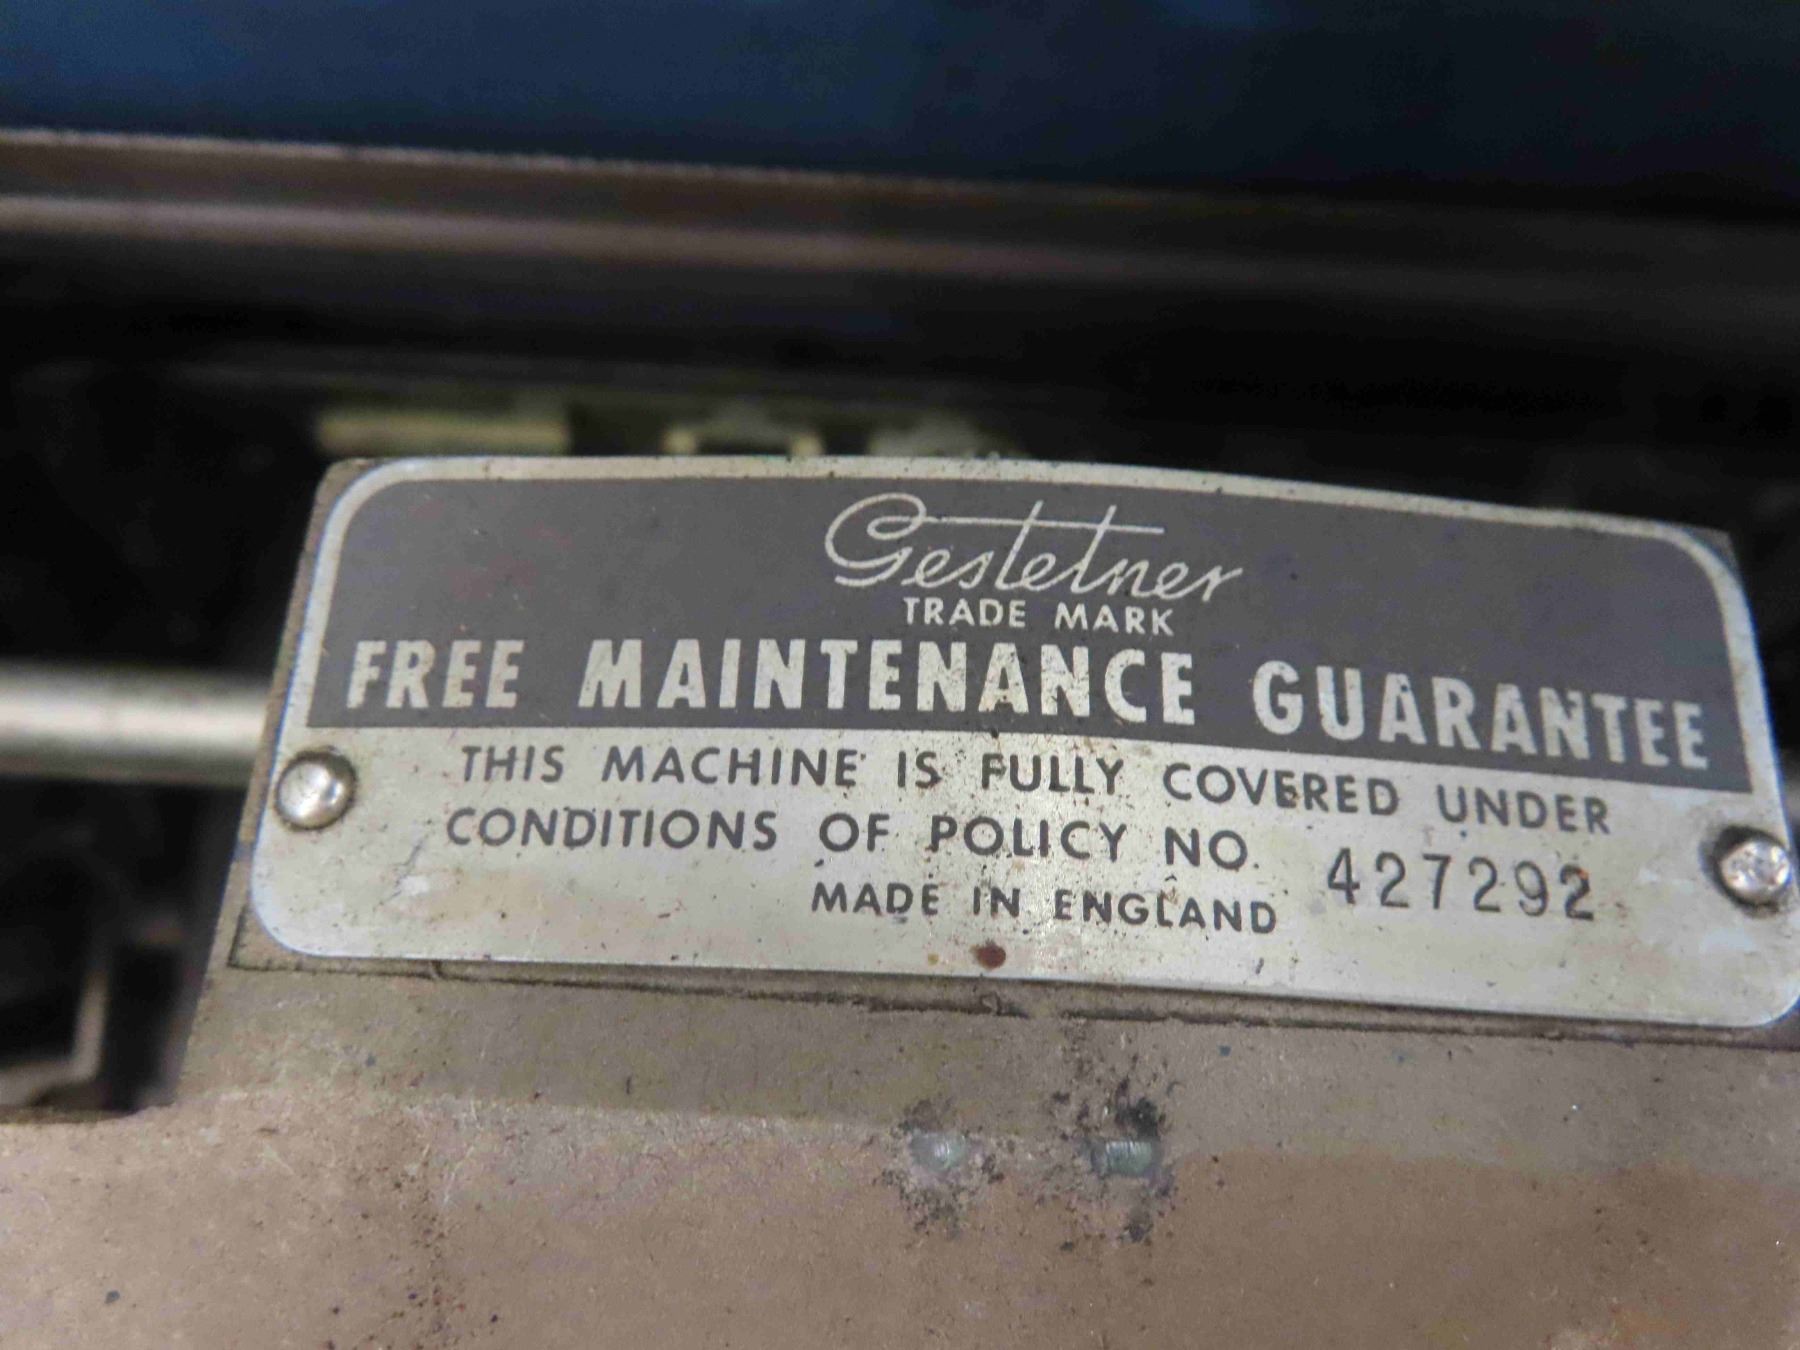 Gestetner
TRADE MARK
FREE MAINTENANCE GUARANTEE
THIS MACHINE IS FULLY COVERED UNDER
CONDITIONS OF POLICY NO. 427292
MADE IN ENGLAND